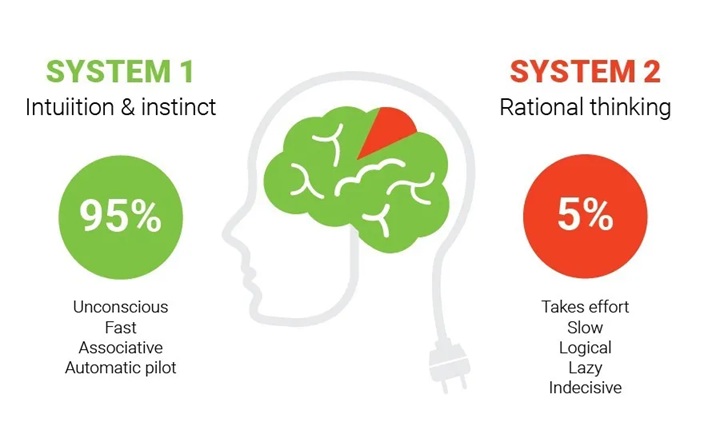 SYSTEM 1
Intuiition & instinct
95%
Unconscious
Fast
Associative
Automatic pilot
SYSTEM 2
Rational thinking
5%
Takes effort
Slow
Logical
Lazy
Indecisive